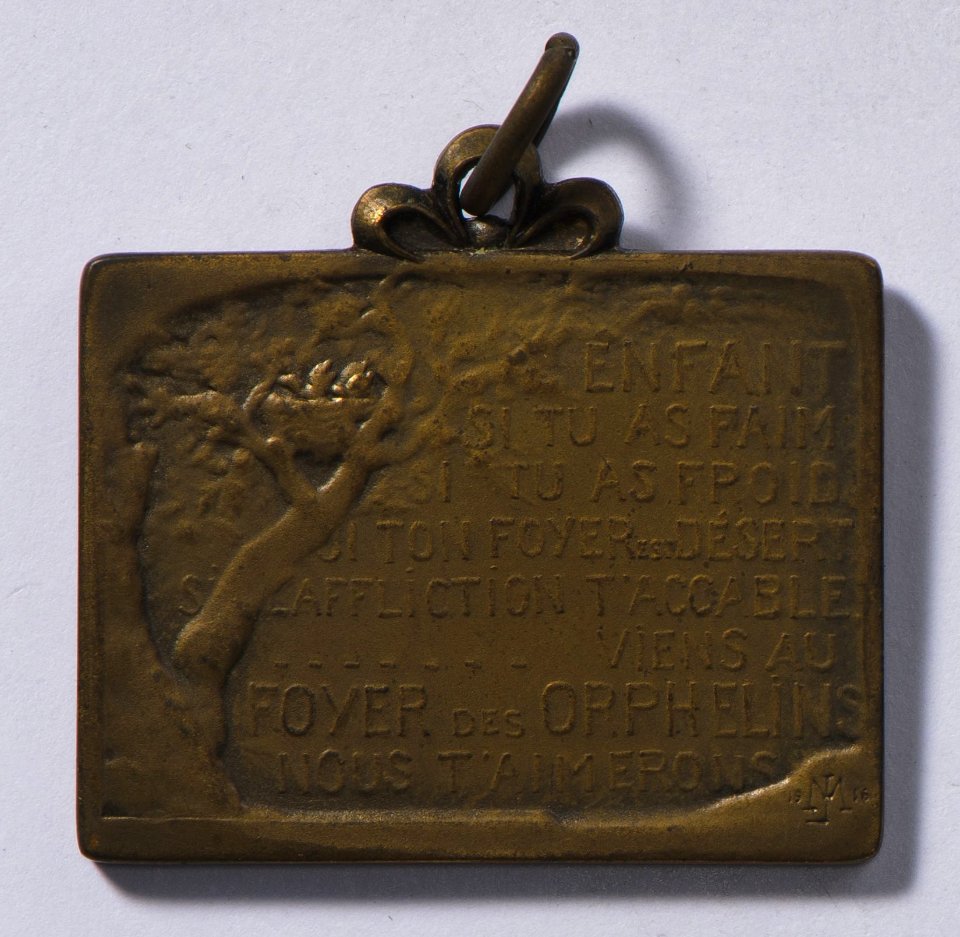 ENFANT
SI TU AS FAIM
SI TU AS FROID
SI TON FOYER EST DÉSERT
SI L'AFFLICTION T'ACCABLE
VIENS AU
FOYER DES ORPHELINS
NOUS T'AIMERONS
19 16